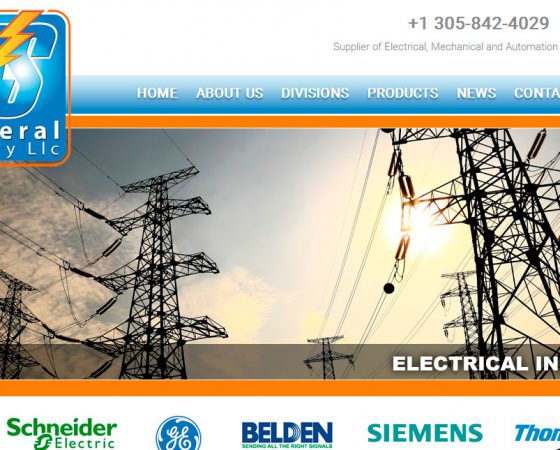 +1 305-842-4029
Supplier of Electrical, Mechanical and Automation
HOME ABOUT US DIVISIONS PRODUCTS NEWS CONTA
S
eral
y Llc
ELECTRICAL IN
Schneider
Electric
GE
BELDEN
SENDING ALL THE RIGHT SIGNALS
SIEMENS
Thom